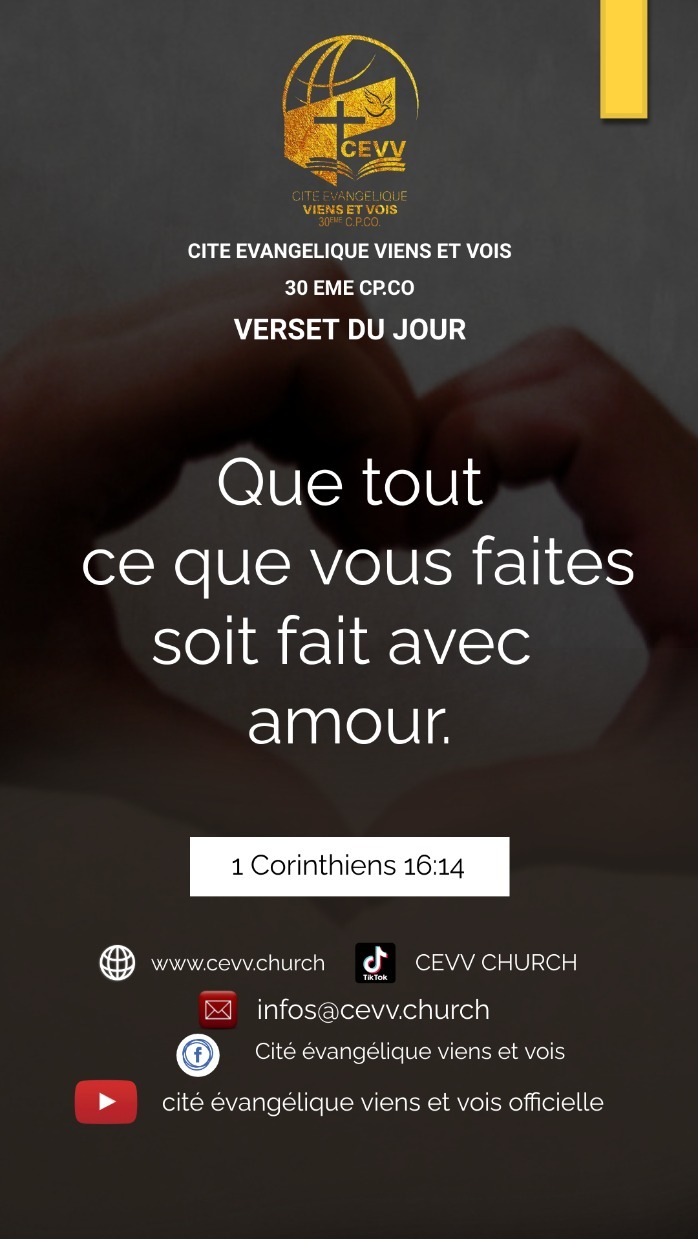 CEVV
CITE EVANGELIQUE
VIENS ET VOIS
30EME C.P.CO.
CITE EVANGELIQUE VIENS ET VOIS
30 EME CP.CO
VERSET DU JOUR
Que tout
ce que vous faites
soit fait avec
amour.
1 Corinthiens 16:14
www.cevv.church TikTok CEVV CHURCH
infos@cevv.church
Cité évangélique viens et vois
cité évangélique viens et vois officielle